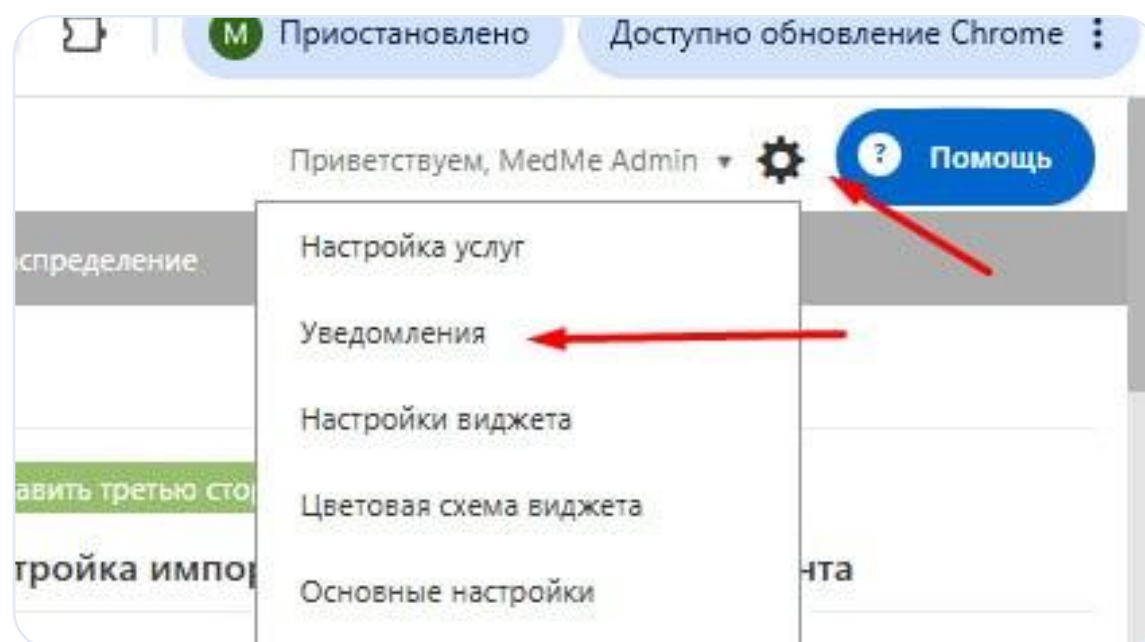 М Приостановлено Доступно обновление Chrome
Приветствуем, MedMe Admin ? Помощь
Настройка услуг
спределение
Уведомления
Настройки виджета
авить третью сто
Цветовая схема виджета
тройка импо нта
Основные настройки